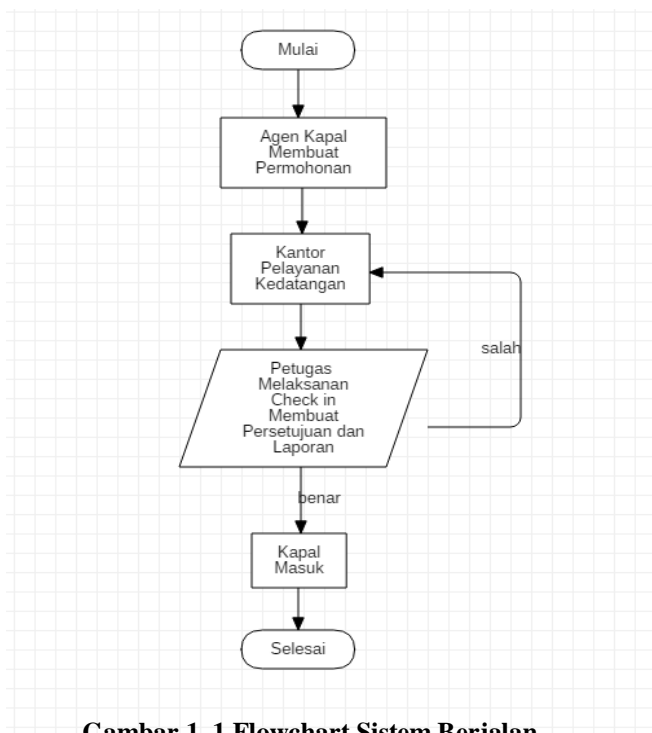 Mulai
Agen Kapal
Membuat
Permohonan
Kantor
Pelayanan
Kedatangan
salah
Petugas
Melaksanan
Check in
Membuat
Persetujuan dan
Laporan
benar
Kapal
Masuk
Selesai
Gambar 1. 1 Flowchart Sistem Berjalan